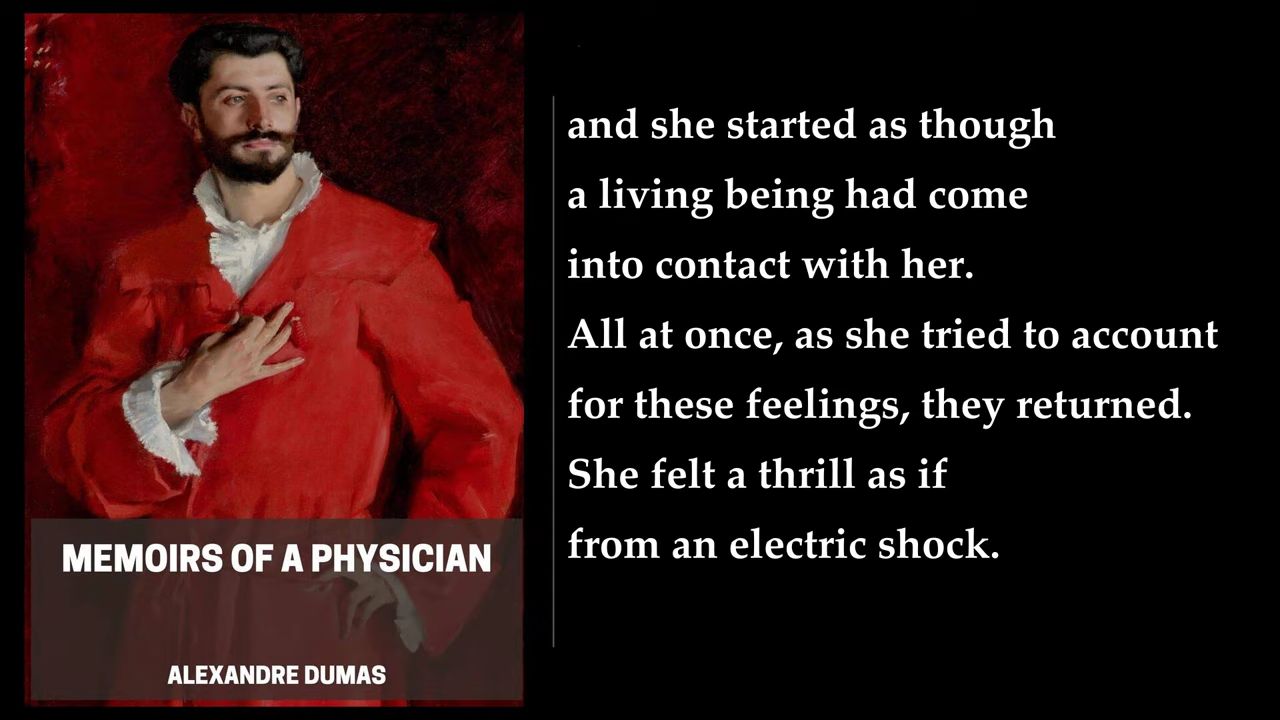 MEMOIRS OF A PHYSICIAN
ALEXANDRE DUMAS
and she started as though
a living being had come
into contact with her.
All at once, as she tried to account
for these feelings, they returned.
She felt a thrill as if
from an electric shock.